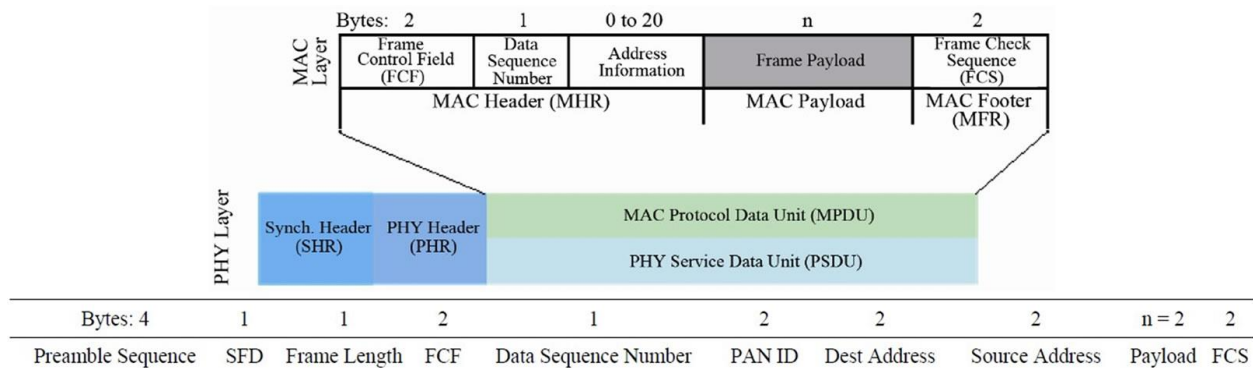 Bytes: 2 1 0 to 20 n 2
MAC Layer
Frame Control Field (FCF)
Data Sequence Number
Address Information
Frame Payload
Frame Check Sequence (FCS)
MAC Header (MHR)
MAC Payload
MAC Footer (MFR)
PHY Layer
Synch. Header (SHR)
PHY Header (PHR)
MAC Protocol Data Unit (MPDU)
PHY Service Data Unit (PSDU)
Bytes: 4 1 1 2 1 2 2 2 n = 2 2
Preamble Sequence SFD Frame Length FCF Data Sequence Number PAN ID Dest Address Source Address Payload FCS